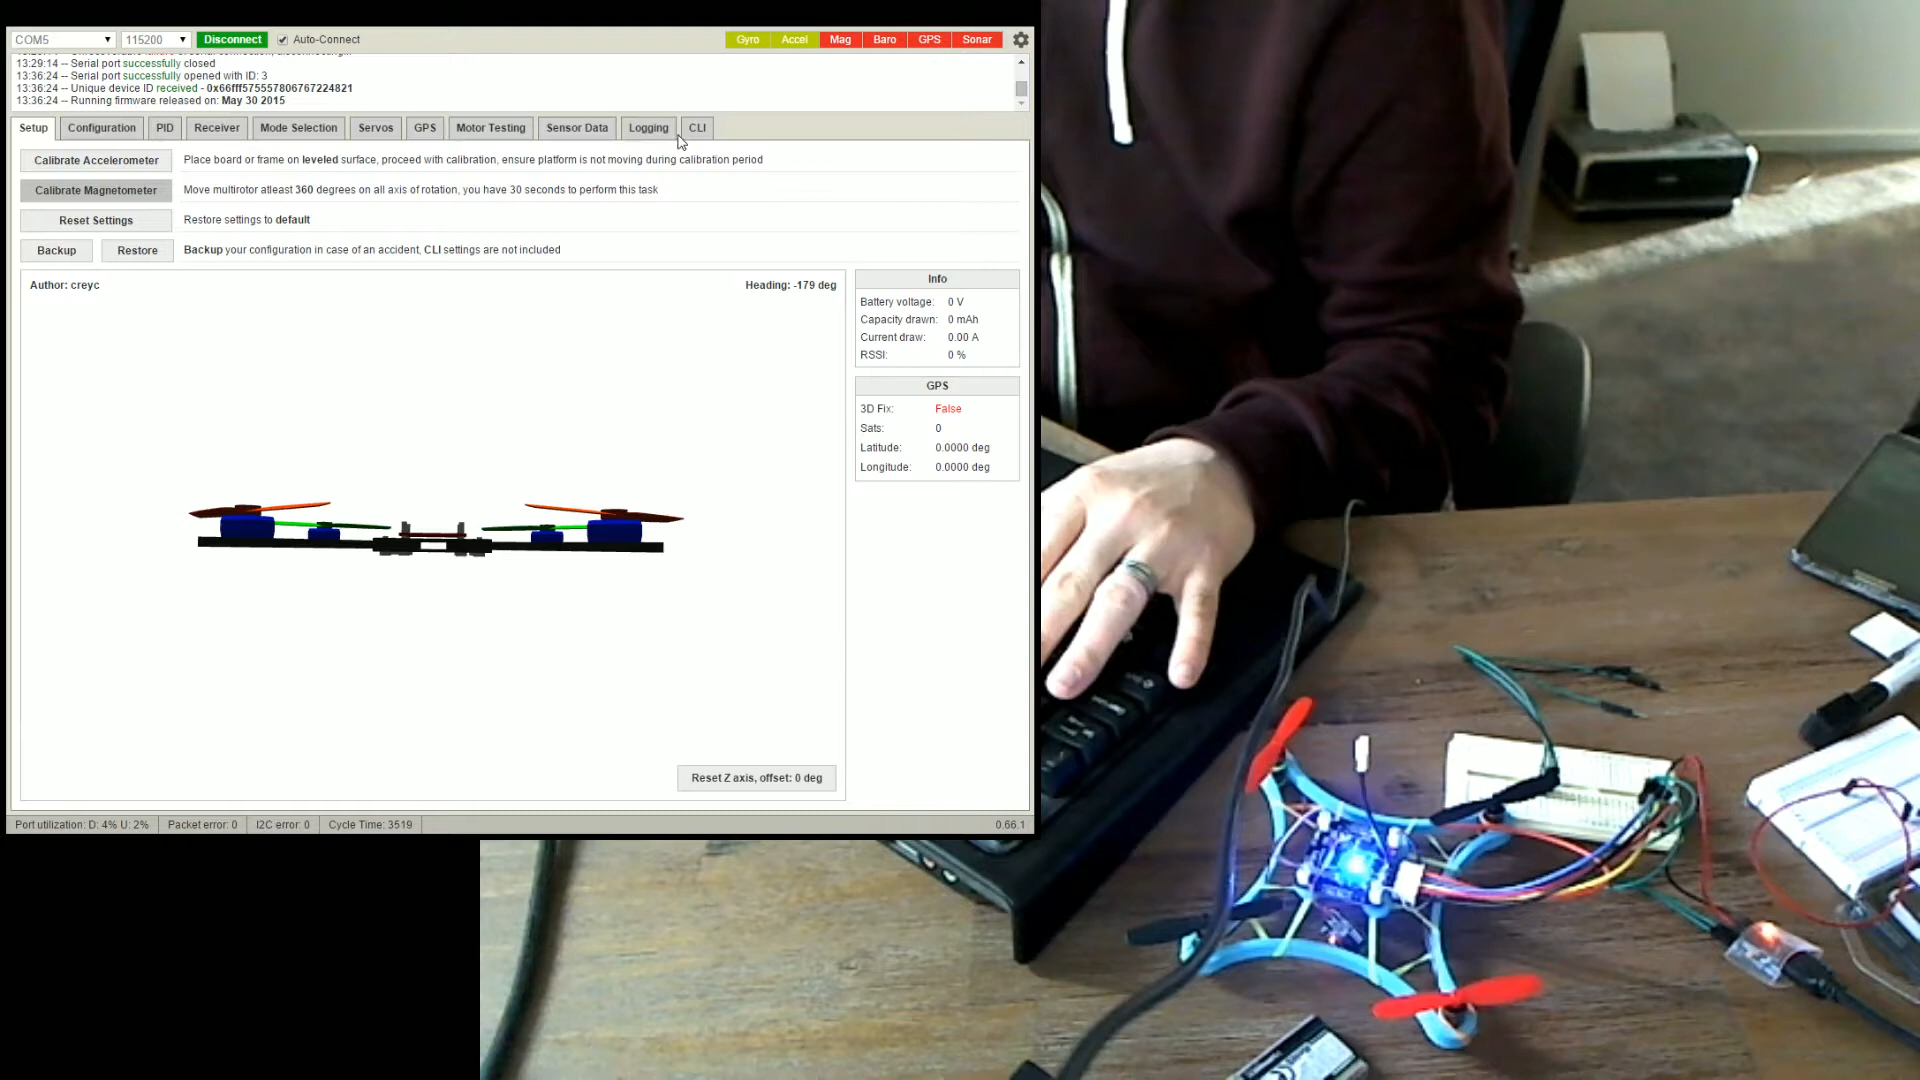 COM5 115200 Disconnect Auto-Connect Gyro Accel Mag Baro GPS Sonar
13:29:14 -- Serial port successfully closed
13:36:24 -- Serial port successfully opened with ID: 3
13:36:24 -- Unique device ID received - 0x66fff575557806767224821
13:36:24 -- Running firmware released on: May 30 2015
Setup Configuration PID Receiver Mode Selection Servos GPS Motor Testing Sensor Data Logging CLI
Calibrate Accelerometer Place board or frame on leveled surface, proceed with calibration, ensure platform is not moving during calibration period
Calibrate Magnetometer Move multirotor atleast 360 degrees on all axis of rotation, you have 30 seconds to perform this task
Reset Settings Restore settings to default
Backup Restore Backup your configuration in case of an accident, CLI settings are not included
Author: creyc Heading: -179 deg
Info
Battery voltage: 0 V
Capacity drawn: 0 mAh
Current draw: 0.00 A
RSSI: 0 %
GPS
3D Fix: False
Sats: 0
Latitude: 0.0000 deg
Longitude: 0.0000 deg
Reset Z axis, offset: 0 deg
Port utilization: D: 4% U: 2% Packet error: 0 I2C error: 0 Cycle Time: 3519 0.66.1